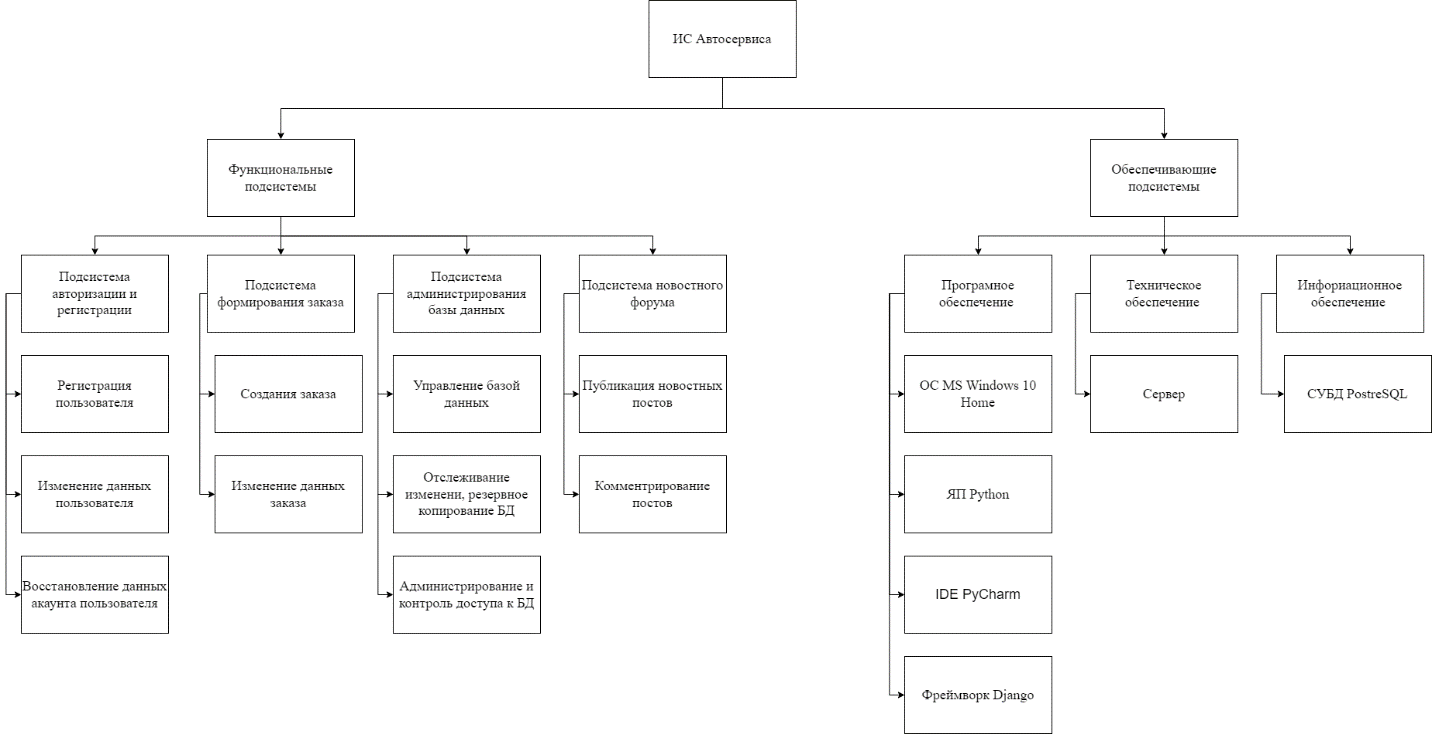 ИС Автосервиса
Функциональные
подсистемы
Обеспечивающие
подсистемы
Подсистема
авторизации и
регистрации
Подсистема
формирования заказа
Подсистема
администрирования
базы данных
Подсистема новостного
форума
Програмное
обеспечение
Техническое
обеспечение
Инфориационное
обеспечение
Регистрация
пользователя
Создания заказа
Управление базой
данных
Публикация новостных
постов
ОС MS Windows 10
Home
Сервер
СУБД PostreSQL
Изменение данных
пользователя
Изменение данных
заказа
Отслеживание
изменени, резервное
копирование БД
Комментрирование
постов
ЯП Python
Восстановление данных
акаунта пользователя
Администрирование и
контроль доступа к БД
IDE PyCharm
Фреймворк Django